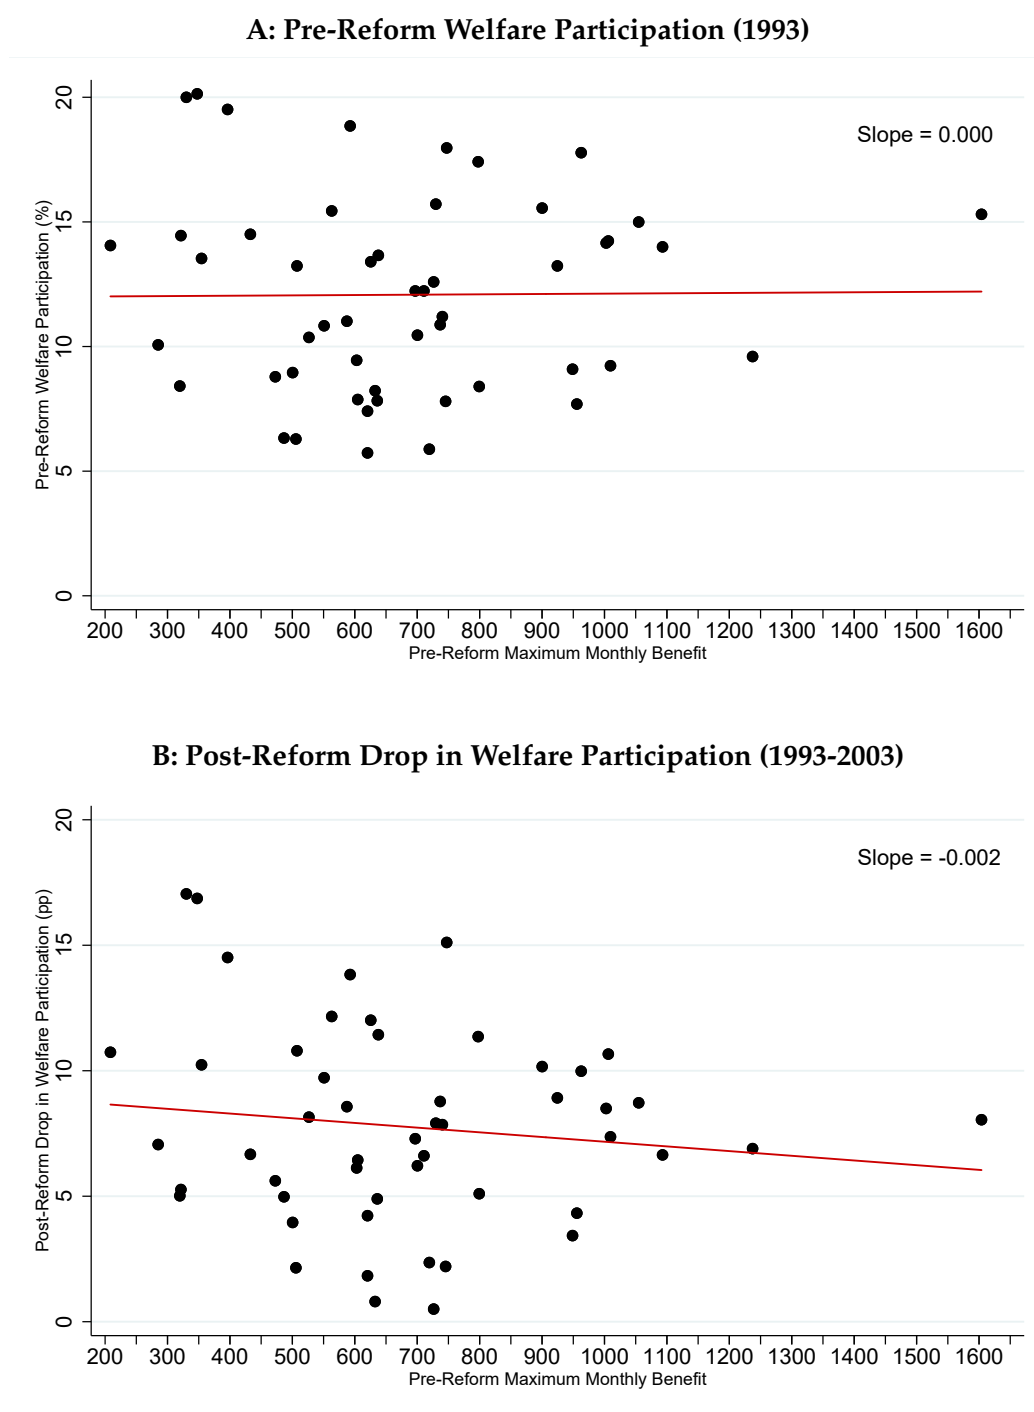 A: Pre-Reform Welfare Participation (1993)
20
15
10
5
0
Pre-Reform Welfare Participation (%)
Slope = 0.000
200 300 400 500 600 700 800 900 1000 1100 1200 1300 1400 1500 1600
Pre-Reform Maximum Monthly Benefit
B: Post-Reform Drop in Welfare Participation (1993-2003)
20
15
10
5
0
Post-Reform Drop in Welfare Participation (pp)
Slope = -0.002
200 300 400 500 600 700 800 900 1000 1100 1200 1300 1400 1500 1600
Pre-Reform Maximum Monthly Benefit